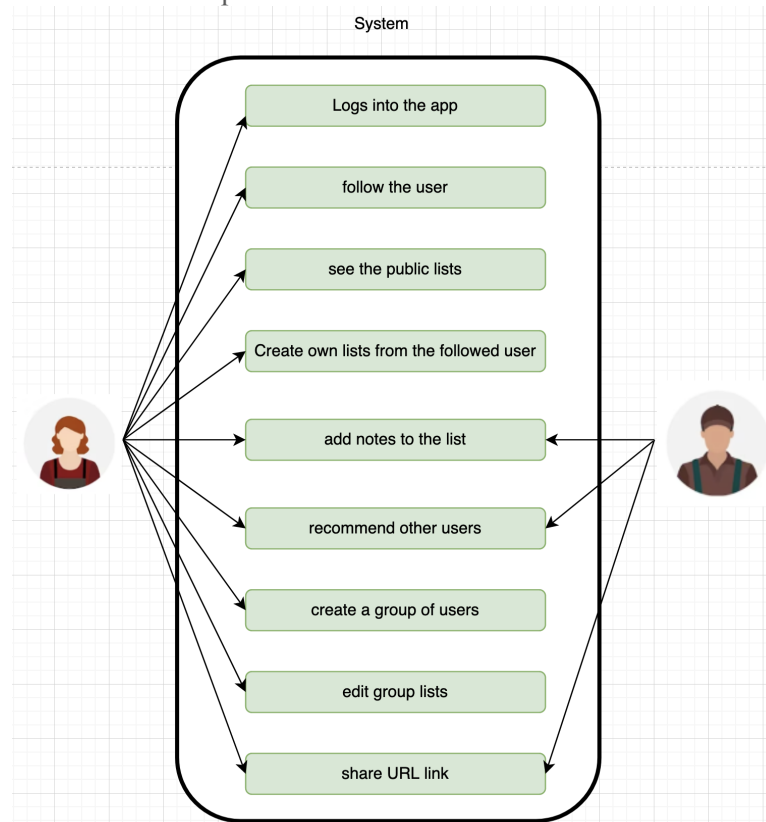 System
Logs into the app
follow the user
see the public lists
Create own lists from the followed user
add notes to the list
recommend other users
create a group of users
edit group lists
share URL link